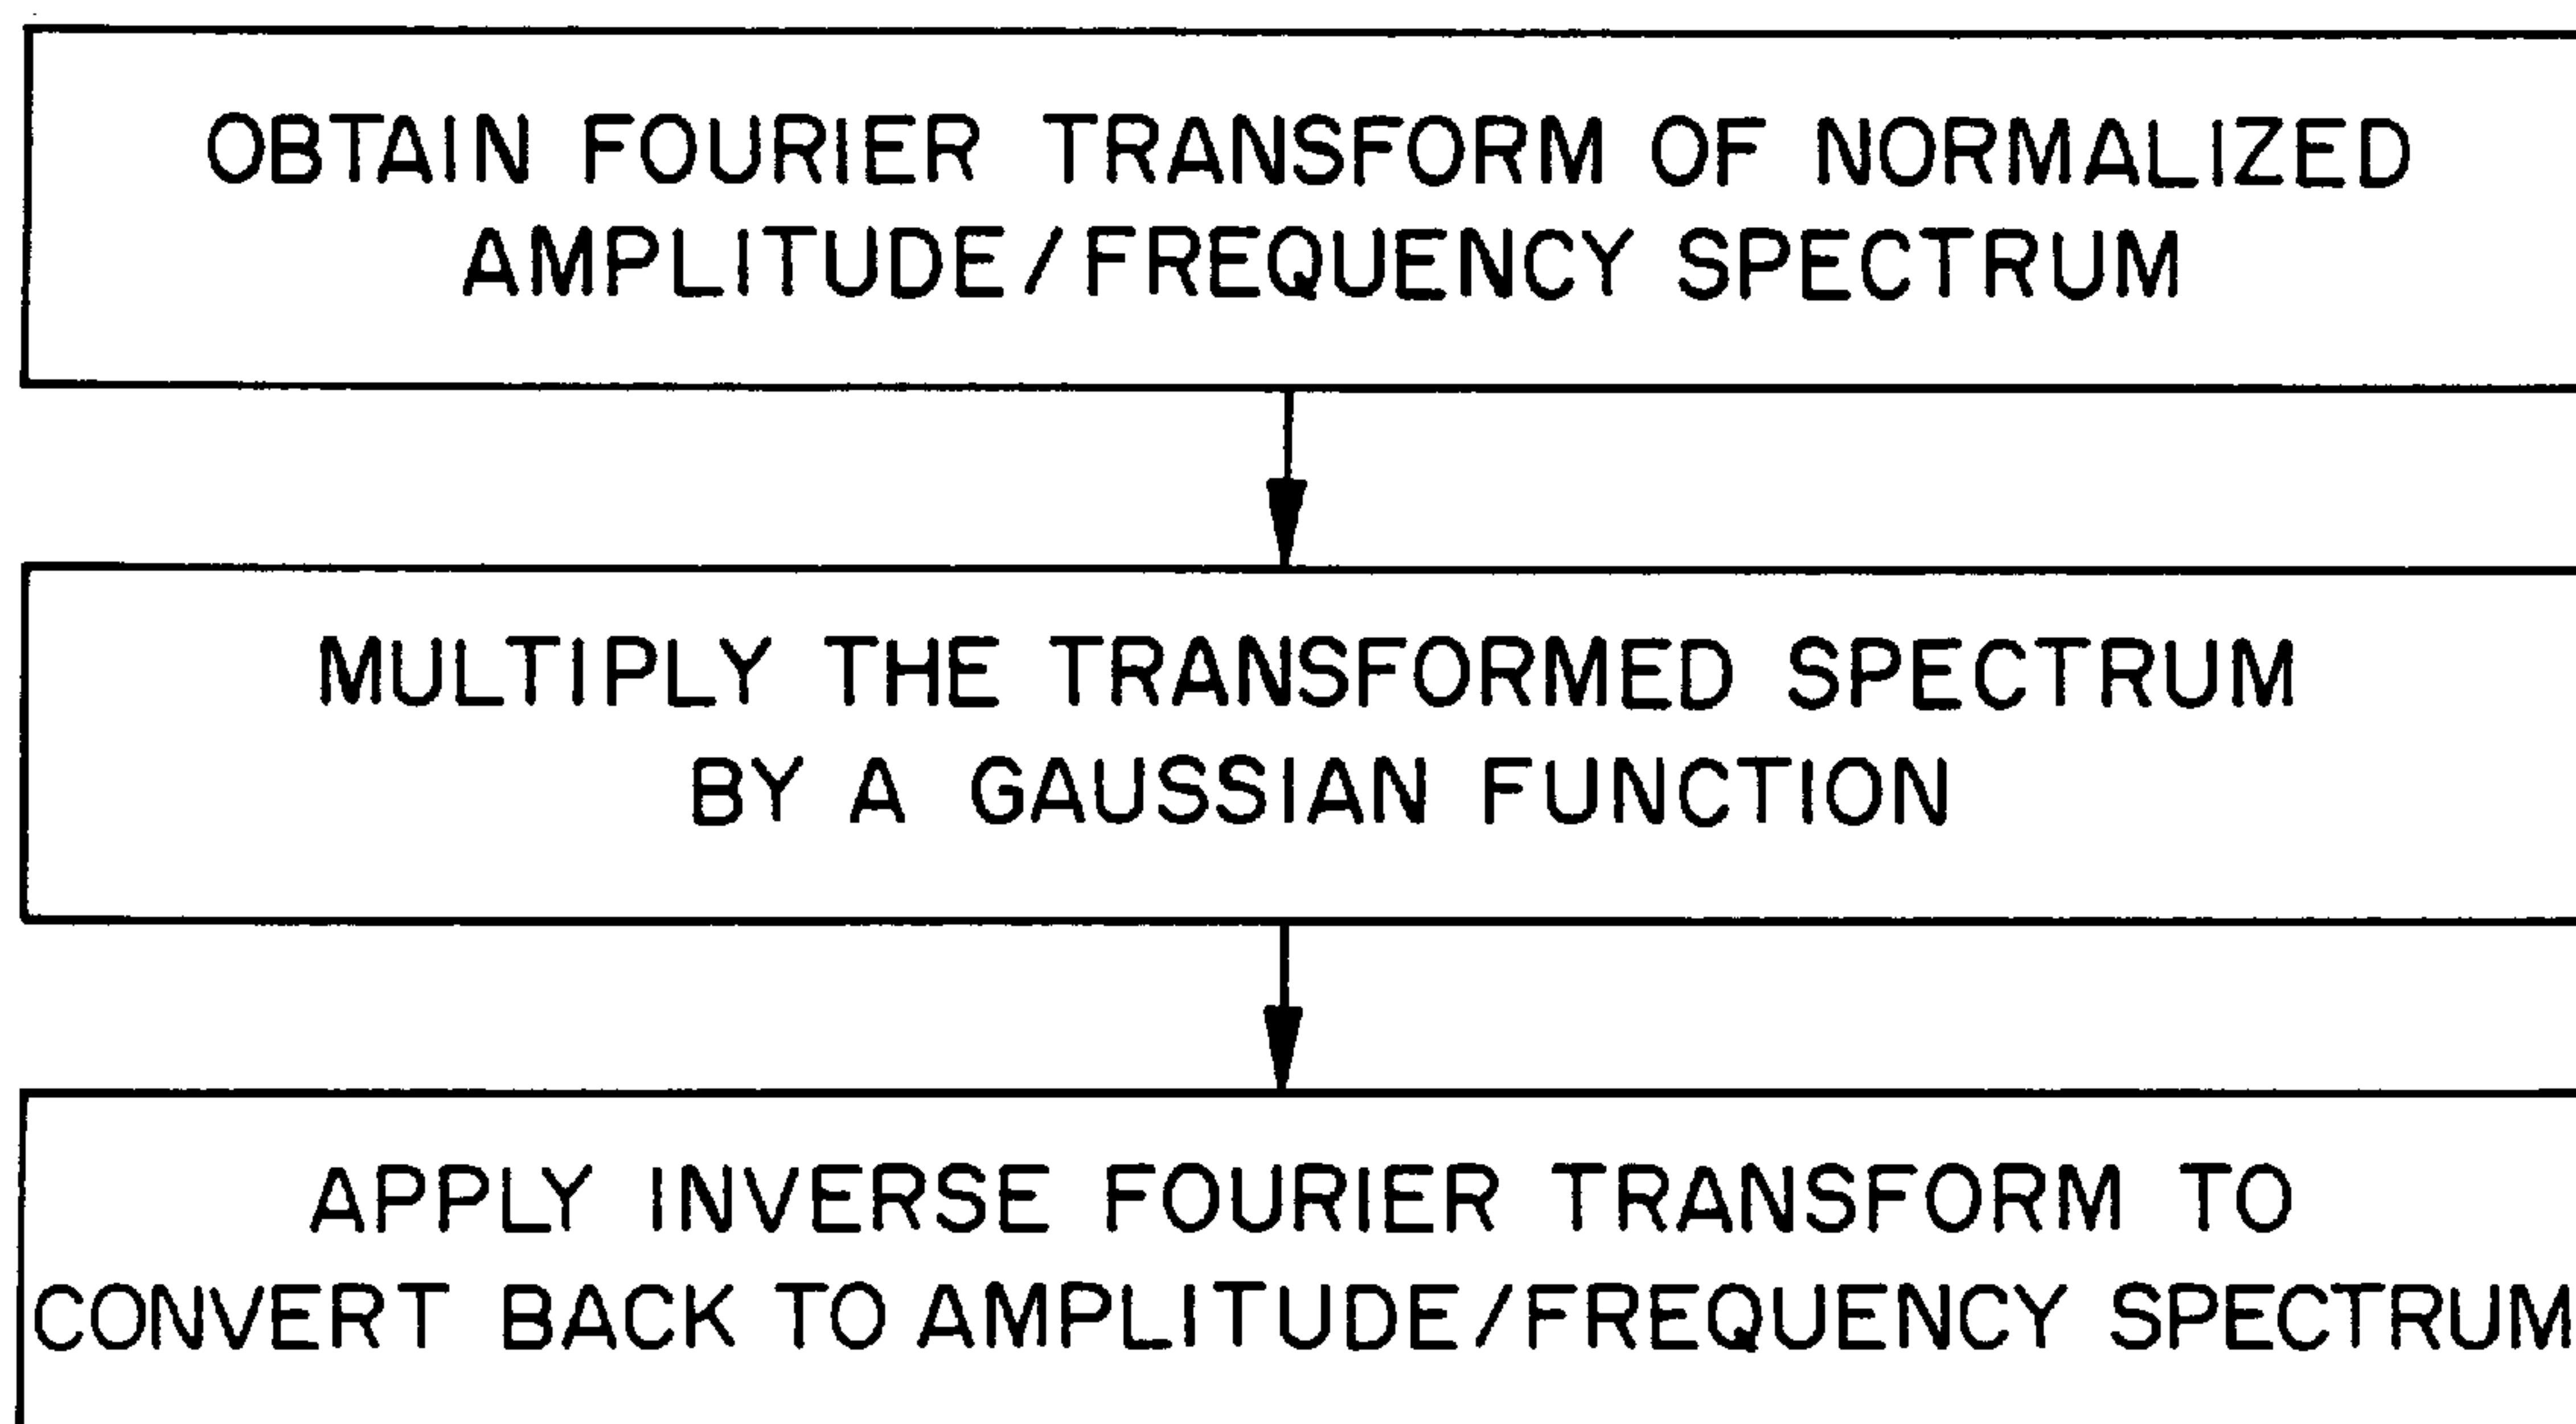 OBTAIN FOURIER TRANSFORM OF NORMALIZED
AMPLITUDE/FREQUENCY SPECTRUM
MULTIPLY THE TRANSFORMED SPECTRUM
BY A GAUSSIAN FUNCTION
APPLY INVERSE FOURIER TRANSFORM TO
CONVERT BACK TO AMPLITUDE/FREQUENCY SPECTRUM